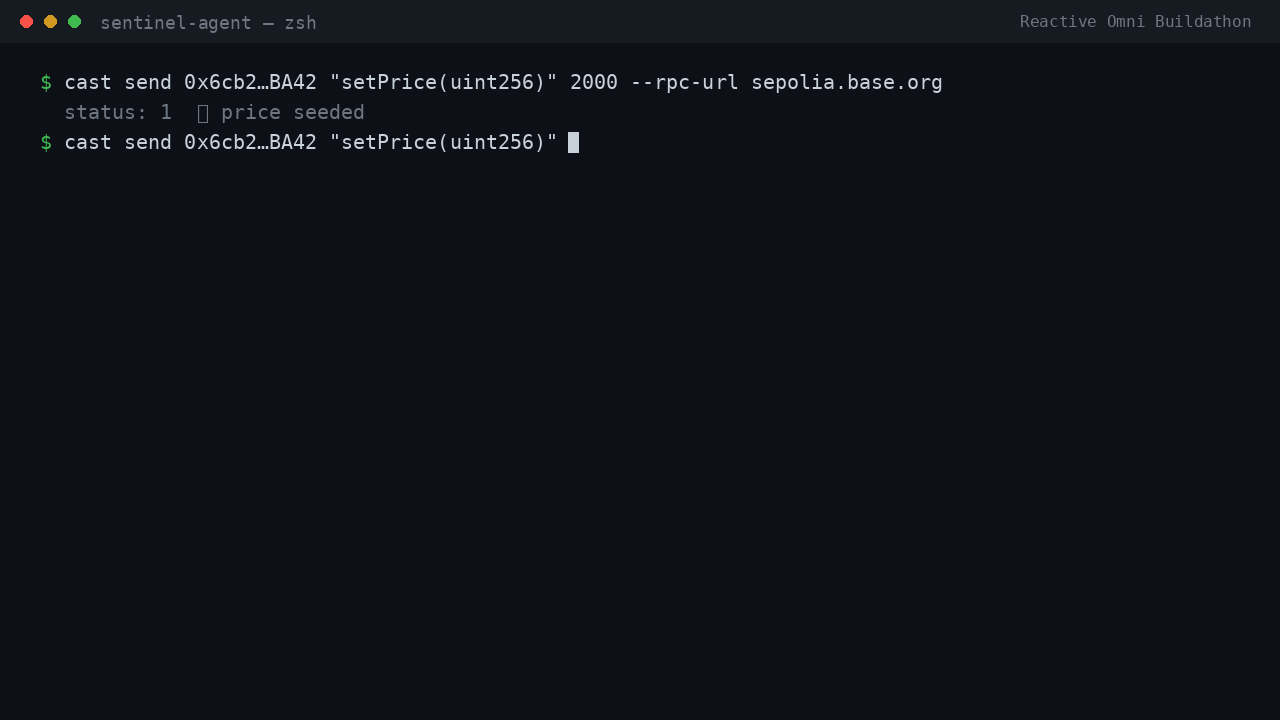 sentinel-agent — zsh
Reactive Omni Buildathon
$ cast send 0x6cb2…BA42 "setPrice(uint256)" 2000 --rpc-url sepolia.base.org
status: 1 ▯ price seeded
$ cast send 0x6cb2…BA42 "setPrice(uint256)"